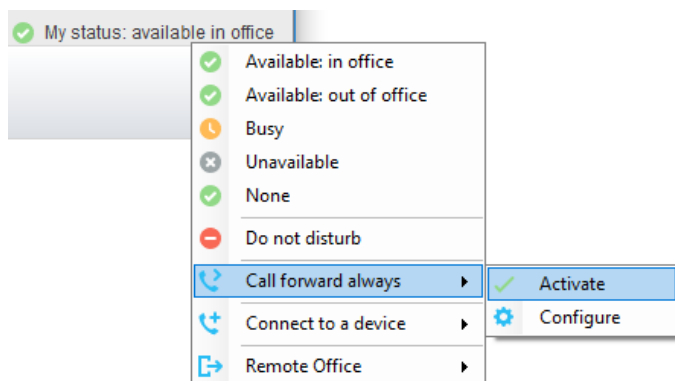 My status: available in office
Available: in office
Available: out of office
Busy
Unavailable
None
Do not disturb
Call forward always
Activate
Configure
Connect to a device
Remote Office